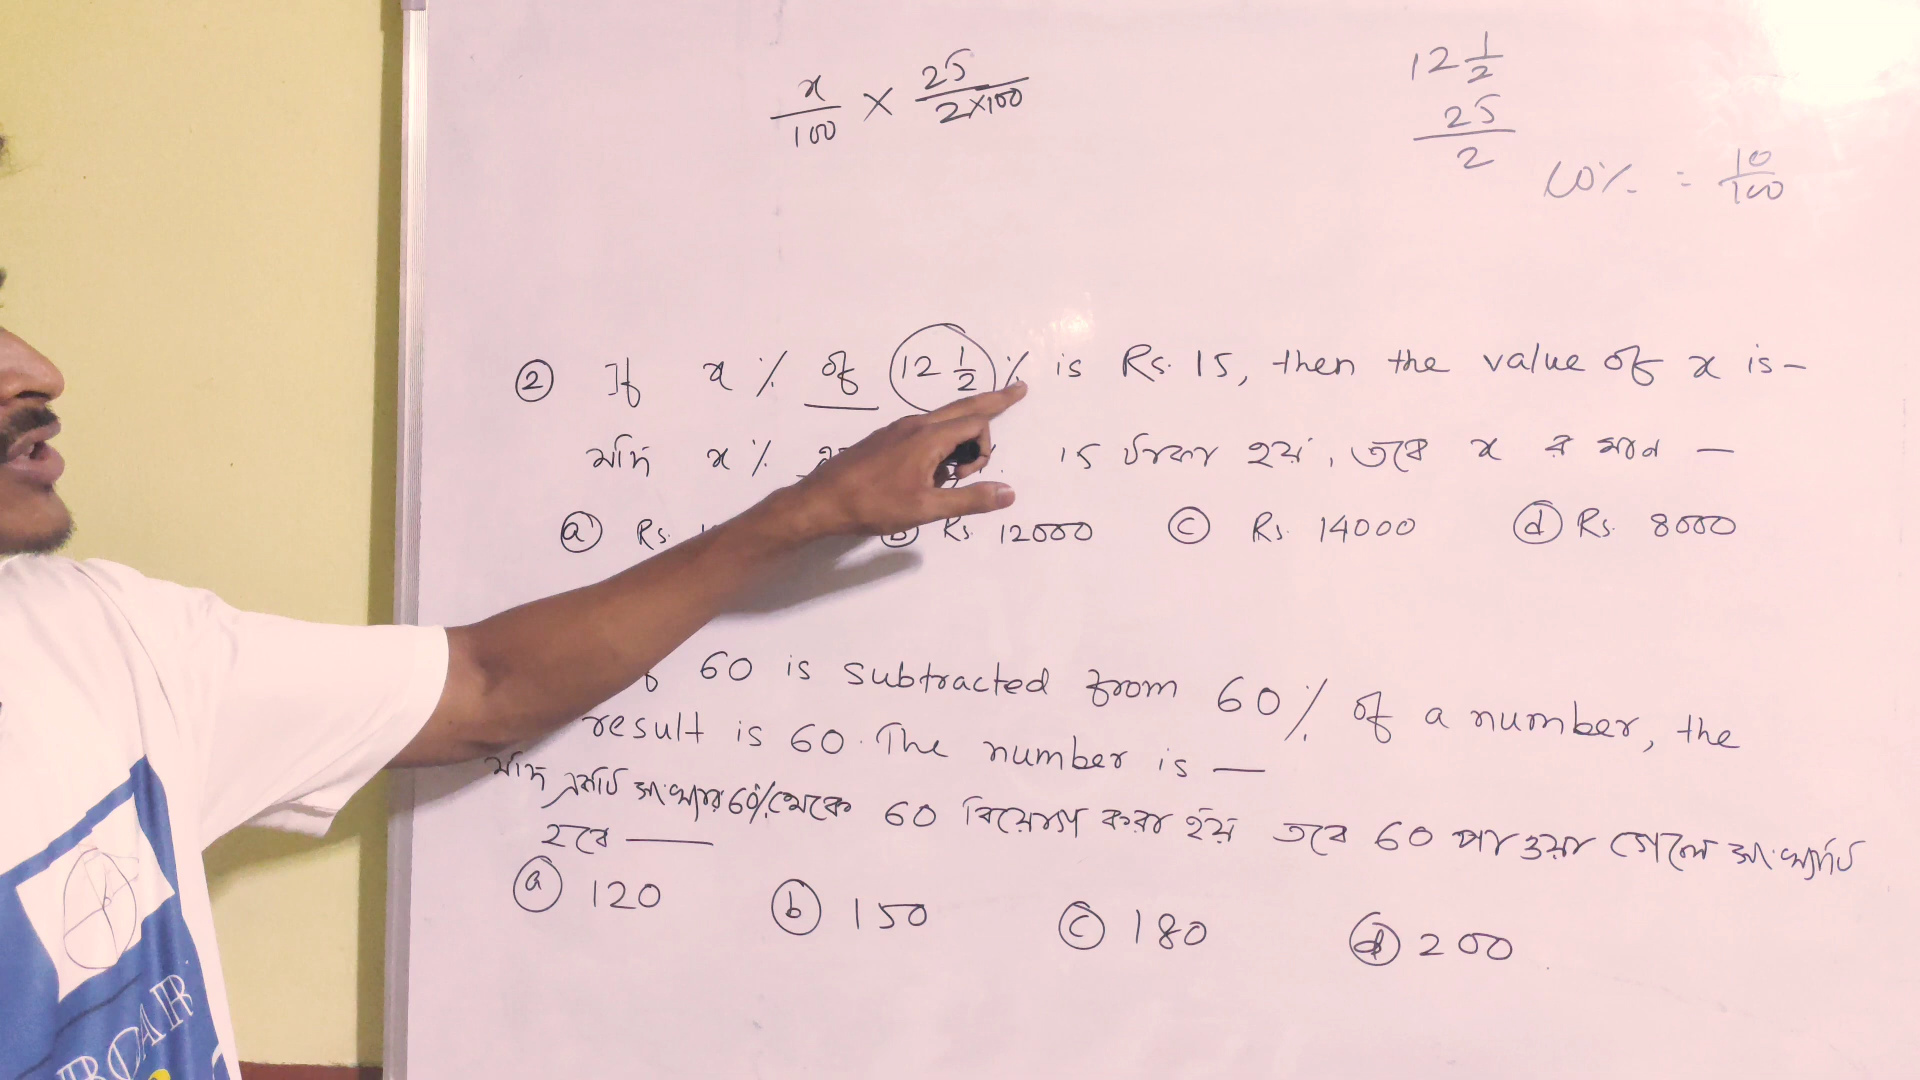 x/100 × 25/2×100
12 1/2
25/2
10% = 10/100
② If x % of 12 1/2 % is Rs. 15, then the value of x is -
যদি x % 15 টাকা হয়, তবে x র মান —
ⓐ Rs. ⓑ Rs. 12000 ⓒ Rs. 14000 ⓓ Rs. 8000
60 is subtracted from 60% of a number, the
result is 60. The number is —
যদি একটি সংখ্যার 60% থেকে 60 বিয়োগ করা হয় তবে 60 পাওয়া গেলে সংখ্যাটি
হবে —
ⓐ 120 ⓑ 150 ⓒ 180 ⓓ 200